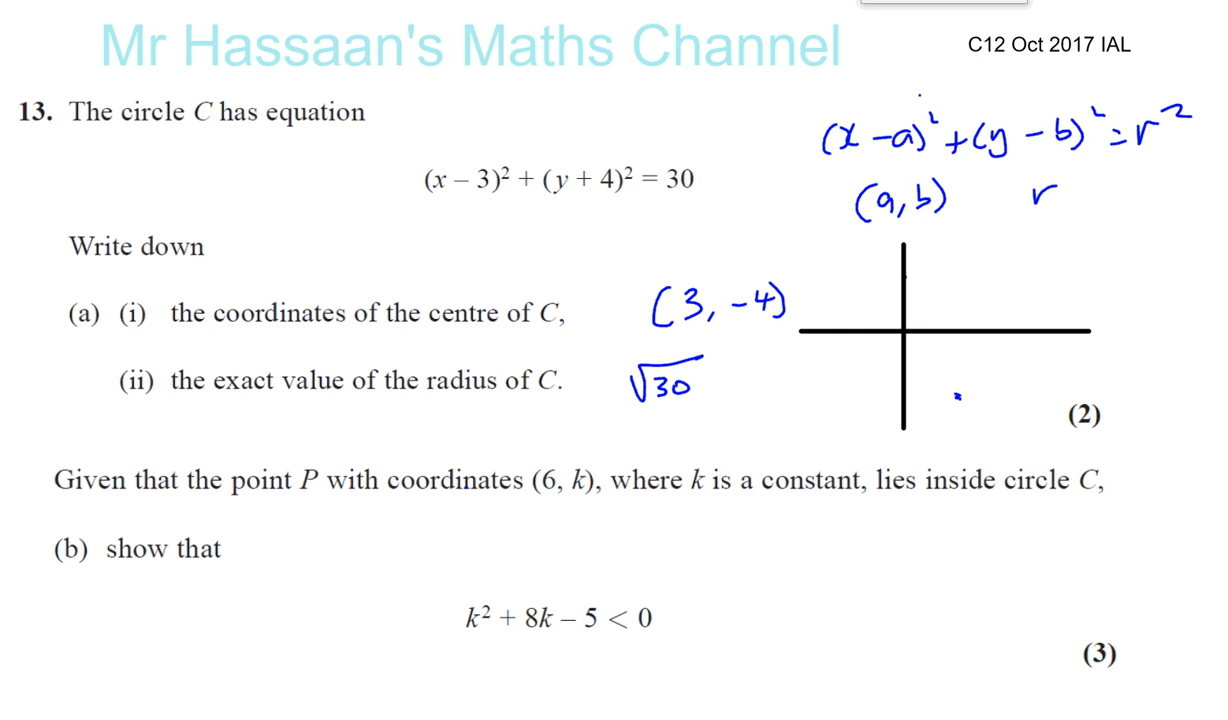 Mr Hassaan's Maths Channel
C12 Oct 2017 IAL
13. The circle C has equation
(x – 3)² + (y + 4)² = 30
(x - a)² + (y - b)² = r²
(a, b) r
Write down
(a) (i) the coordinates of the centre of C,
(3, -4)
(ii) the exact value of the radius of C.
√30
(2)
Given that the point P with coordinates (6, k), where k is a constant, lies inside circle C,
(b) show that
k² + 8k – 5 < 0
(3)